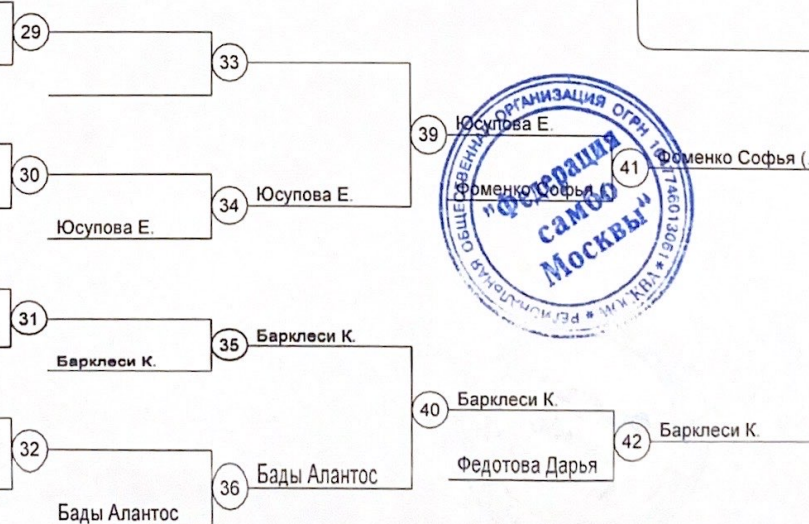 29
33
39
Юсупова Е.
41
Фоменко Софья (
30
Юсупова Е.
34
Юсупова Е.
Фоменко Софья (
РЕГИОНАЛЬНАЯ ОБЩЕСТВЕННАЯ ОРГАНИЗАЦИЯ ОГРН * МОСКВА *
"Федерация
самбо
Москвы"
31
Барклеси К.
35
Барклеси К.
40
Барклеси К.
42
Барклеси К.
Федотова Дарья
32
Бады Алантос
36
Бады Алантос